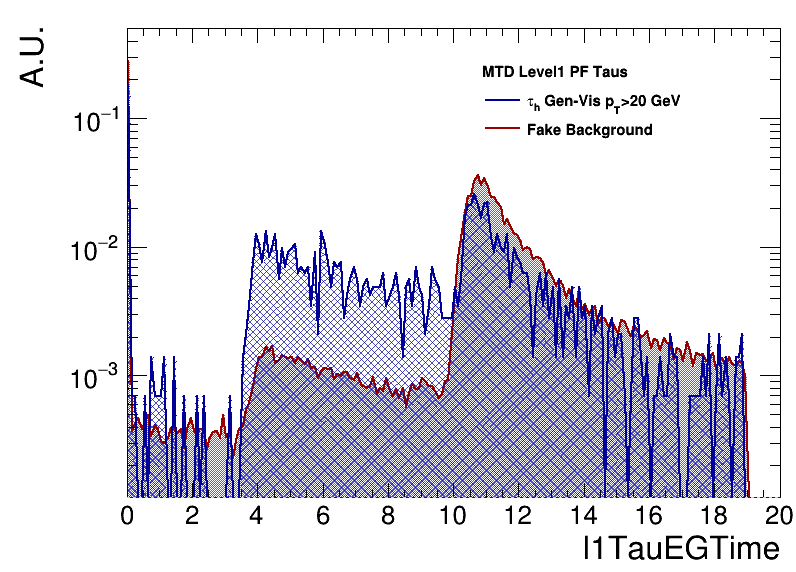 A.U.
MTD Level1 PF Taus
τh Gen-Vis pT>20 GeV
Fake Background
10−1
10−2
10−3
0 2 4 6 8 10 12 14 16 18 20
l1TauEGTime